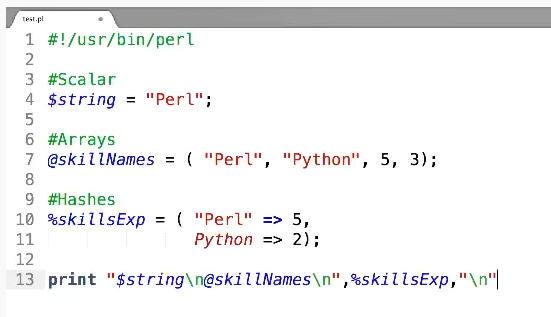 test.pl
1 #!/usr/bin/perl
2
3 #Scalar
4 $string = "Perl";
5
6 #Arrays
7 @skillNames = ( "Perl", "Python", 5, 3);
8
9 #Hashes
10 %skillsExp = ( "Perl" => 5,
11 Python => 2);
12
13 print "$string\n@skillNames\n",%skillsExp,"\n"